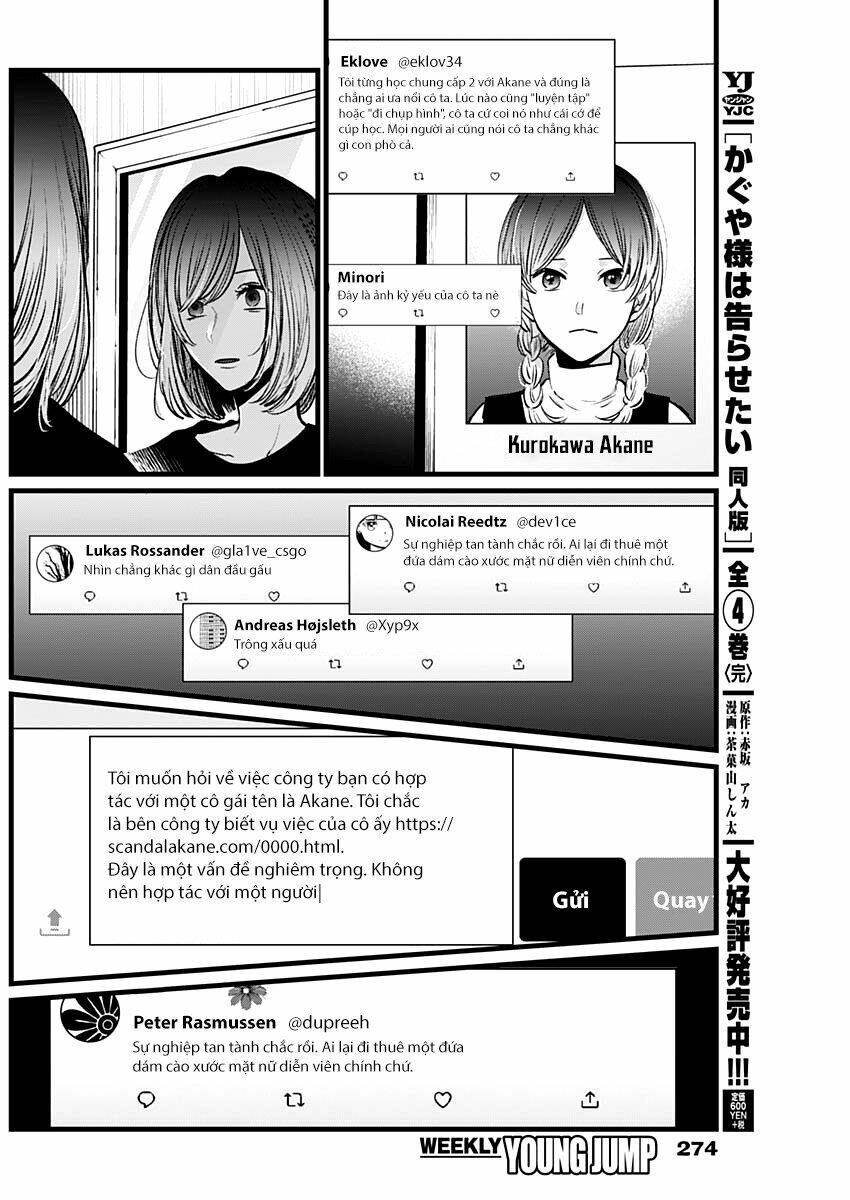 Eklove @eklov34
Tôi từng học chung cấp 2 với Akane và đúng là
chẳng ai ưa nổi cô ta. Lúc nào cũng "luyện tập"
hoặc "đi chụp hình", cô ta cứ coi nó như cái cớ để
cúp học. Mọi người ai cũng nói cô ta chẳng khác
gì con phò cả.
Minori
Đây là ảnh kỷ yếu của cô ta nè
Kurokawa Akane
Nicolai Reedtz @dev1ce
Sự nghiệp tan tành chắc rồi. Ai lại đi thuê một
đứa dám cào xước mặt nữ diễn viên chính chứ.
Lukas Rossander @gla1ve_csgo
Nhìn chẳng khác gì dân đầu gấu
Andreas Højsleth @Xyp9x
Trông xấu quá
Tôi muốn hỏi về việc công ty bạn có hợp
tác với một cô gái tên là Akane. Tôi chắc
là bên công ty biết vụ việc của cô ấy https://
scandalakane.com/0000.html.
Đây là một vấn đề nghiêm trọng. Không
nên hợp tác với một người
Gửi
Quay
Peter Rasmussen @dupreeh
Sự nghiệp tan tành chắc rồi. Ai lại đi thuê một đứa
dám cào xước mặt nữ diễn viên chính chứ.
YJ
ヤンジャン
YJC
「かぐや様は告らせたい 同人版」全④巻〈完〉
原作:赤坂アカ
漫画:茶菓山しん太
大好評発売中!!!
定価
600
YEN
+税
WEEKLY YOUNG JUMP 274